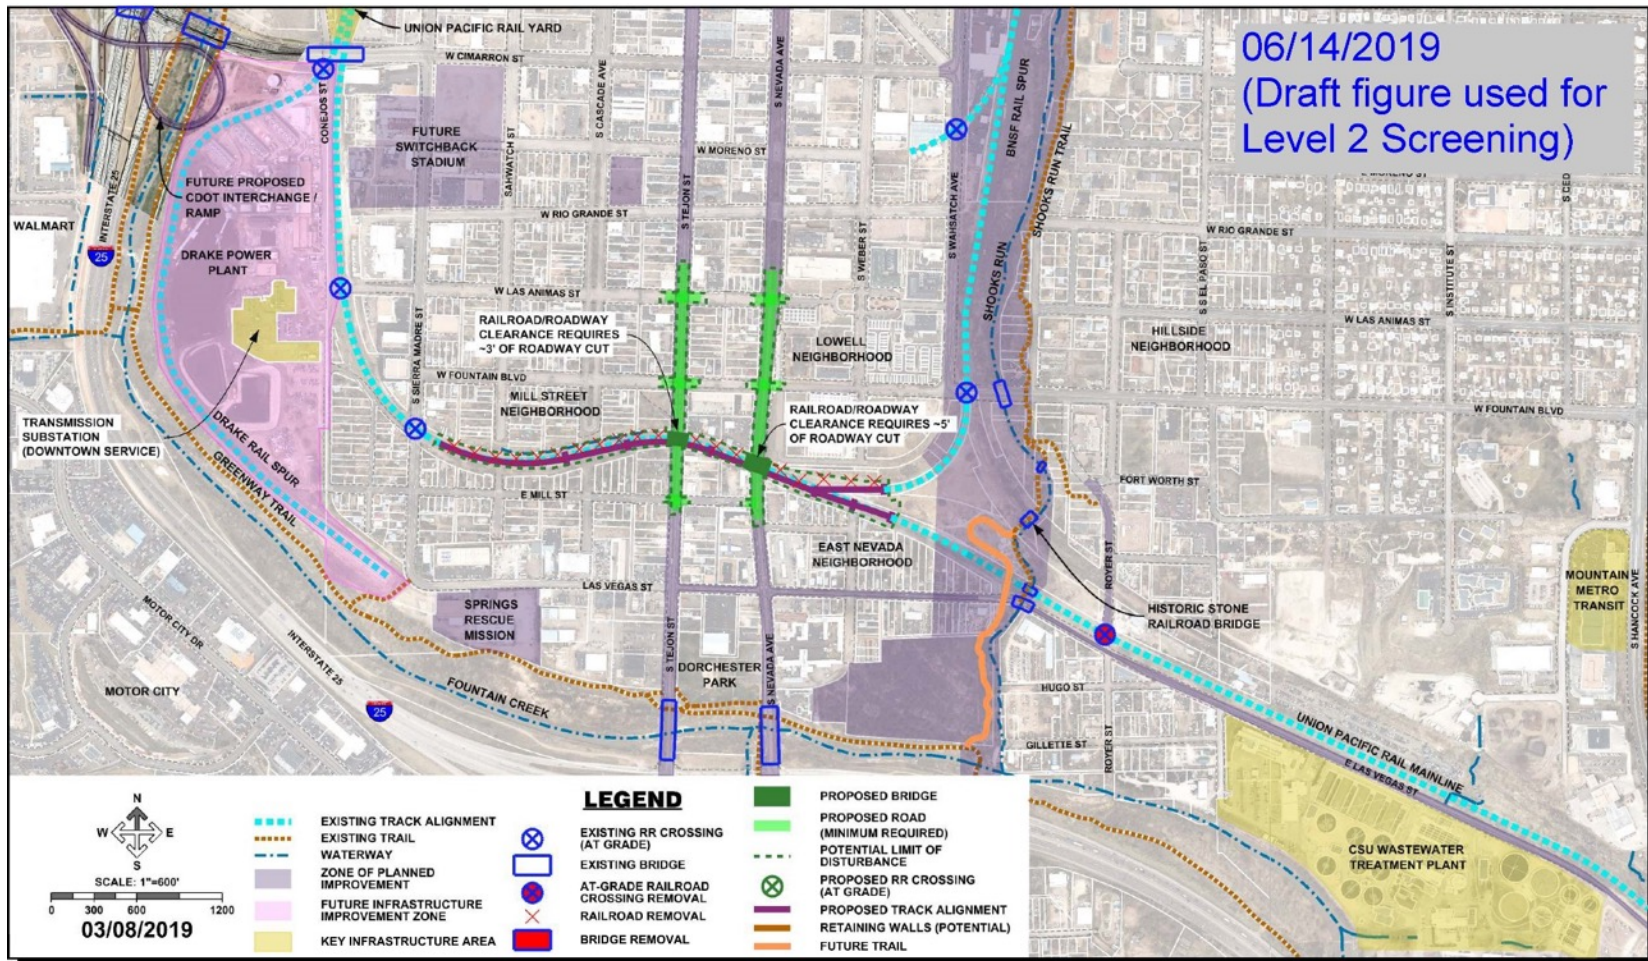 UNION PACIFIC RAIL YARD
W CIMARRON ST
06/14/2019
(Draft figure used for
Level 2 Screening)
CONEJOS ST
S CASCADE AVE
S NEVADA AVE
BNSF RAIL SPUR
SHOOKS RUN TRAIL
FUTURE
SWITCHBACK
STADIUM
SAHWATCH ST
W MORENO ST
E MORENO ST
INTERSTATE 25
FUTURE PROPOSED
CDOT INTERCHANGE /
RAMP
S TEJON ST
W RIO GRANDE ST
S WEBER ST
S WAHSATCH AVE
W RIO GRANDE ST
WALMART
25
DRAKE POWER
PLANT
SHOOKS RUN
S EL PASO ST
S INSTITUTE ST
W LAS ANIMAS ST
W LAS ANIMAS ST
RAILROAD/ROADWAY
CLEARANCE REQUIRES
~3' OF ROADWAY CUT
S SIERRA MADRE ST
LOWELL
NEIGHBORHOOD
HILLSIDE
NEIGHBORHOOD
W FOUNTAIN BLVD
MILL STREET
NEIGHBORHOOD
RAILROAD/ROADWAY
CLEARANCE REQUIRES ~5'
OF ROADWAY CUT
W FOUNTAIN BLVD
TRANSMISSION
SUBSTATION
(DOWNTOWN SERVICE)
DRAKE RAIL SPUR
GREENWAY TRAIL
E MILL ST
FORT WORTH ST
EAST NEVADA
NEIGHBORHOOD
ROYER ST
LAS VEGAS ST
MOUNTAIN
METRO
TRANSIT
S HANCOCK AVE
SPRINGS
RESCUE
MISSION
HISTORIC STONE
RAILROAD BRIDGE
MOTOR CITY DR
INTERSTATE 25
S TEJON ST
S NEVADA AVE
DORCHESTER
PARK
MOTOR CITY
FOUNTAIN CREEK
25
HUGO ST
GILLETTE ST
ROYER ST
UNION PACIFIC RAIL MAINLINE
E LAS VEGAS ST
CSU WASTEWATER
TREATMENT PLANT
N
W
E
S
SCALE: 1"=600'
0 300 600 1200
03/08/2019
LEGEND
EXISTING TRACK ALIGNMENT
EXISTING TRAIL
WATERWAY
ZONE OF PLANNED
IMPROVEMENT
FUTURE INFRASTRUCTURE
IMPROVEMENT ZONE
KEY INFRASTRUCTURE AREA
EXISTING RR CROSSING
(AT GRADE)
EXISTING BRIDGE
AT-GRADE RAILROAD
CROSSING REMOVAL
RAILROAD REMOVAL
BRIDGE REMOVAL
PROPOSED BRIDGE
PROPOSED ROAD
(MINIMUM REQUIRED)
POTENTIAL LIMIT OF
DISTURBANCE
PROPOSED RR CROSSING
(AT GRADE)
PROPOSED TRACK ALIGNMENT
RETAINING WALLS (POTENTIAL)
FUTURE TRAIL